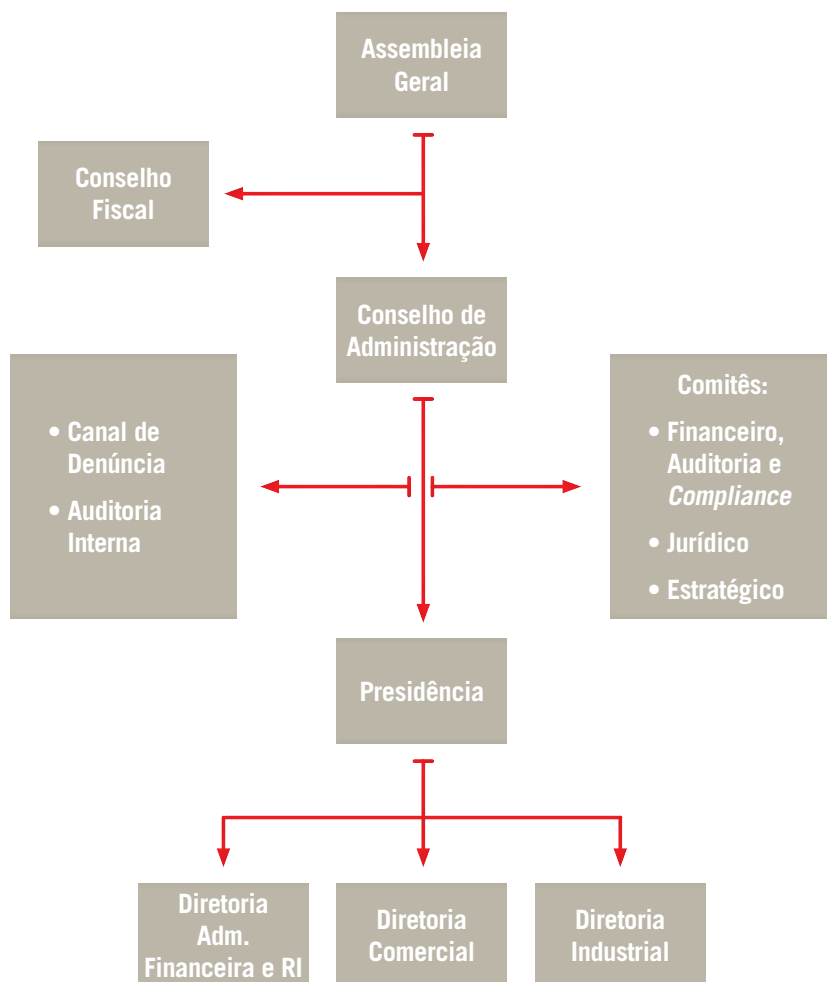 Assembleia
Geral
Conselho
Fiscal
Conselho de
Administração
• Canal de
Denúncia
• Auditoria
Interna
Comitês:
• Financeiro,
Auditoria e
Compliance
• Jurídico
• Estratégico
Presidência
Diretoria
Adm.
Financeira e RI
Diretoria
Comercial
Diretoria
Industrial